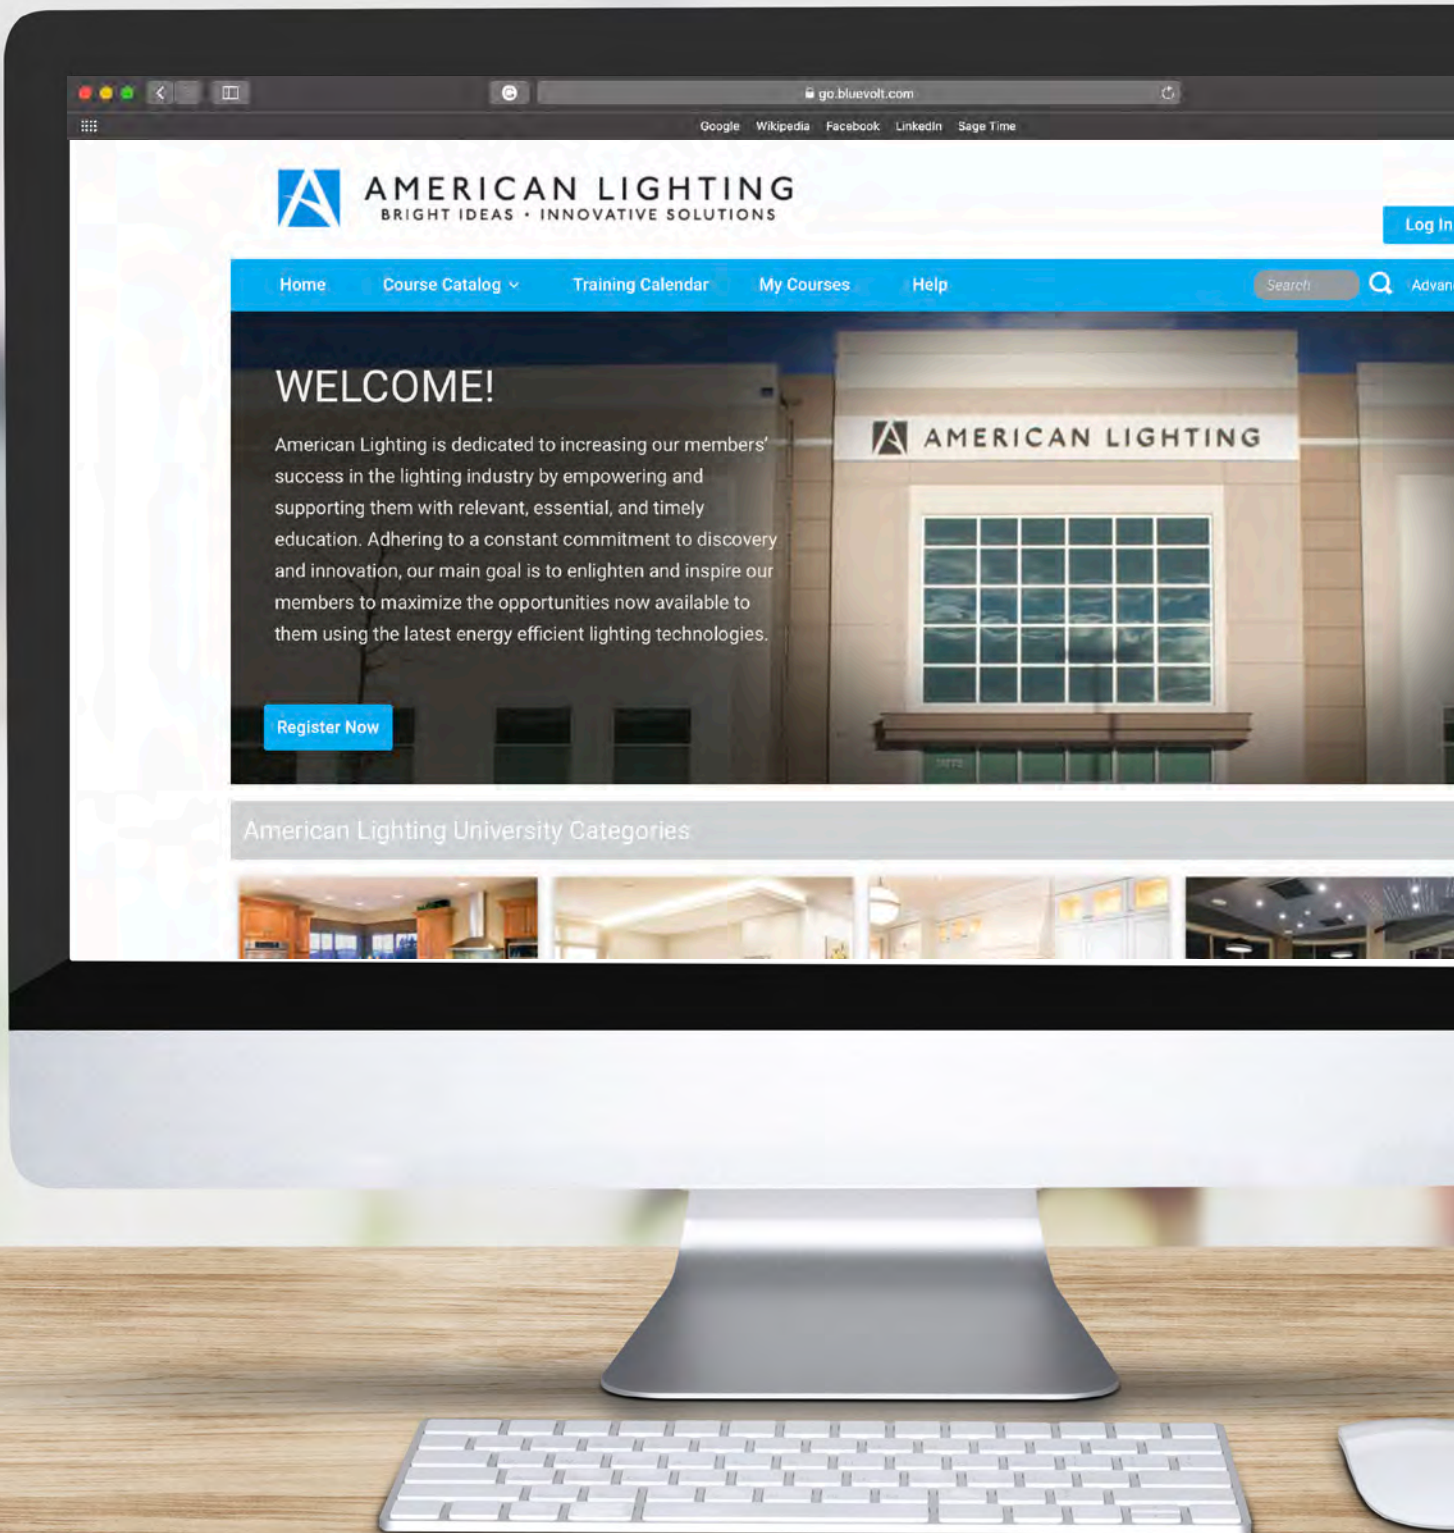 go.bluevolt.com
Google Wikipedia Facebook LinkedIn Sage Time
AMERICAN LIGHTING
BRIGHT IDEAS · INNOVATIVE SOLUTIONS
Log In
Home Course Catalog Training Calendar My Courses Help Search Advan
WELCOME!
American Lighting is dedicated to increasing our members'
success in the lighting industry by empowering and
supporting them with relevant, essential, and timely
education. Adhering to a constant commitment to discovery
and innovation, our main goal is to enlighten and inspire our
members to maximize the opportunities now available to
them using the latest energy efficient lighting technologies.
Register Now
AMERICAN LIGHTING
American Lighting University Categories